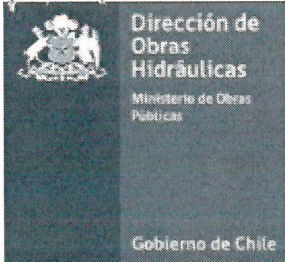 Dirección de
Obras
Hidráulicas
Ministerio de Obras
Públicas
Gobierno de Chile